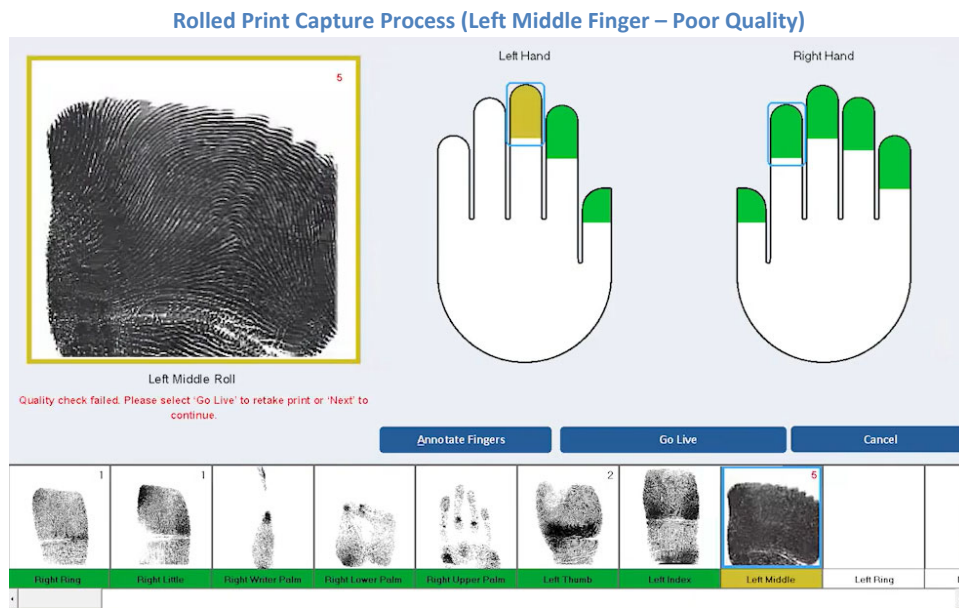 Rolled Print Capture Process (Left Middle Finger – Poor Quality)
5
Left Hand
Right Hand
Left Middle Roll
Quality check failed. Please select 'Go Live' to retake print or 'Next' to
continue.
Annotate Fingers
Go Live
Cancel
1
1
2
5
Right Ring
Right Little
Right Writer Palm
Right Lower Palm
Right Upper Palm
Left Thumb
Left Index
Left Middle
Left Ring